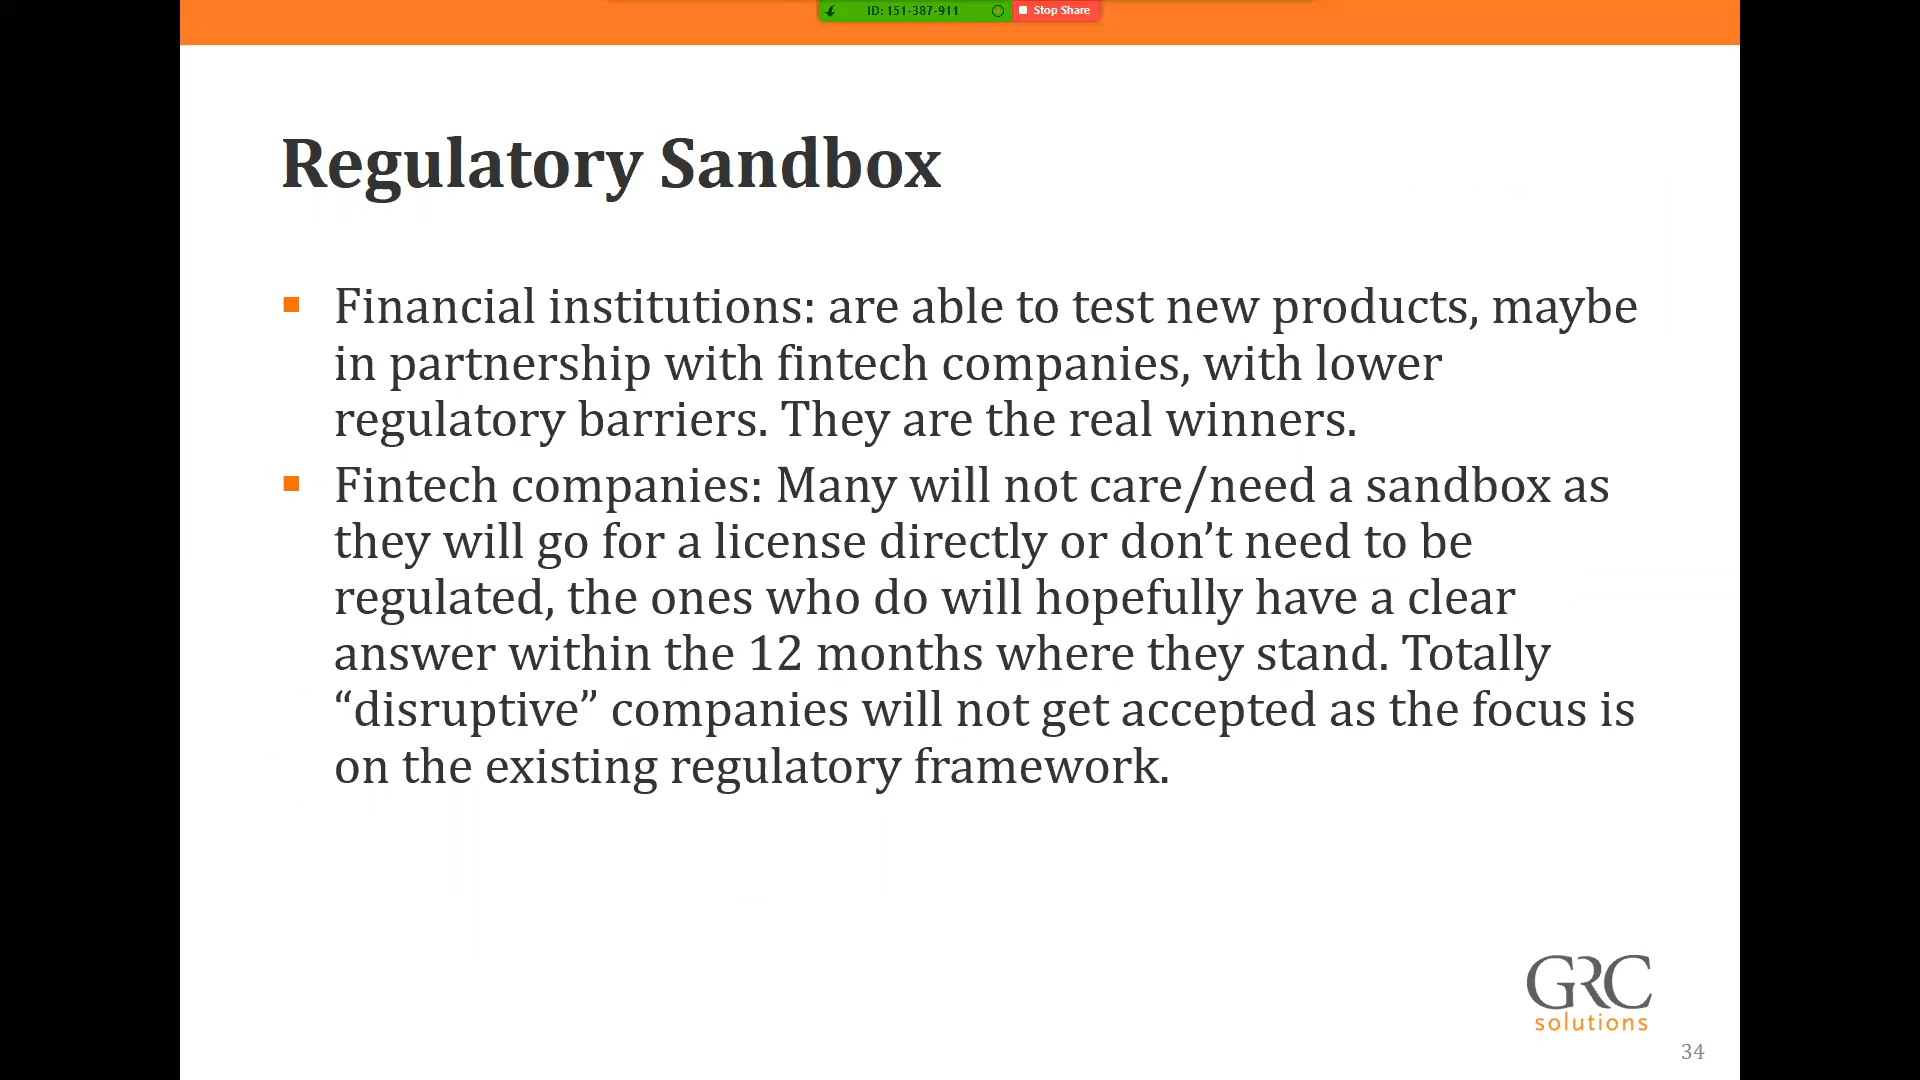 ID: 151-387-911
Stop Share
Regulatory Sandbox
Financial institutions: are able to test new products, maybe
in partnership with fintech companies, with lower
regulatory barriers. They are the real winners.
Fintech companies: Many will not care/need a sandbox as
they will go for a license directly or don’t need to be
regulated, the ones who do will hopefully have a clear
answer within the 12 months where they stand. Totally
“disruptive” companies will not get accepted as the focus is
on the existing regulatory framework.
GRC
solutions
34